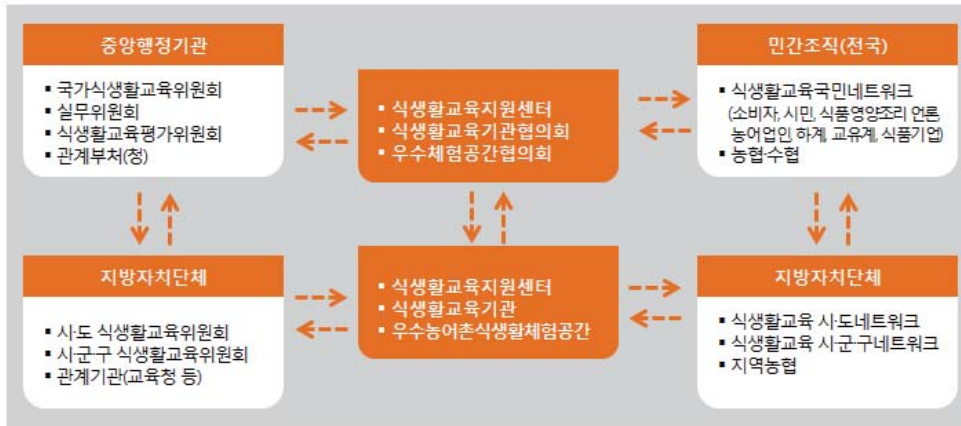 중앙행정기관
▪ 국가식생활교육위원회
▪ 실무위원회
▪ 식생활교육평가위원회
▪ 관계부처(청)
▪ 식생활교육지원센터
▪ 식생활교육기관협의회
▪ 우수체험공간협의회
민간조직(전국)
▪ 식생활교육국민네트워크
(소비자, 시민, 식품영양조리 언론,
농어업인, 하계, 교유계, 식품기업)
▪ 농협·수협
지방자치단체
▪ 시·도 식생활교육위원회
▪ 시·군·구 식생활교육위원회
▪ 관계기관(교육청 등)
▪ 식생활교육지원센터
▪ 식생활교육기관
▪ 우수농어촌식생활체험공간
지방자치단체
▪ 식생활교육 시·도네트워크
▪ 식생활교육 시·군·구네트워크
▪ 지역농협